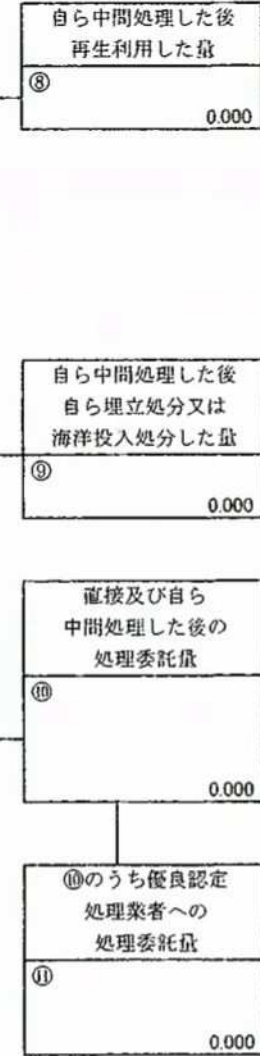 自ら中間処理した後
再生利用した量
⑧
0.000
自ら中間処理した後
自ら埋立処分又は
海洋投入処分した量
⑨
0.000
直接及び自ら
中間処理した後の
処理委託量
⑩
0.000
⑩のうち優良認定
処理業者への
処理委託量
⑪
0.000